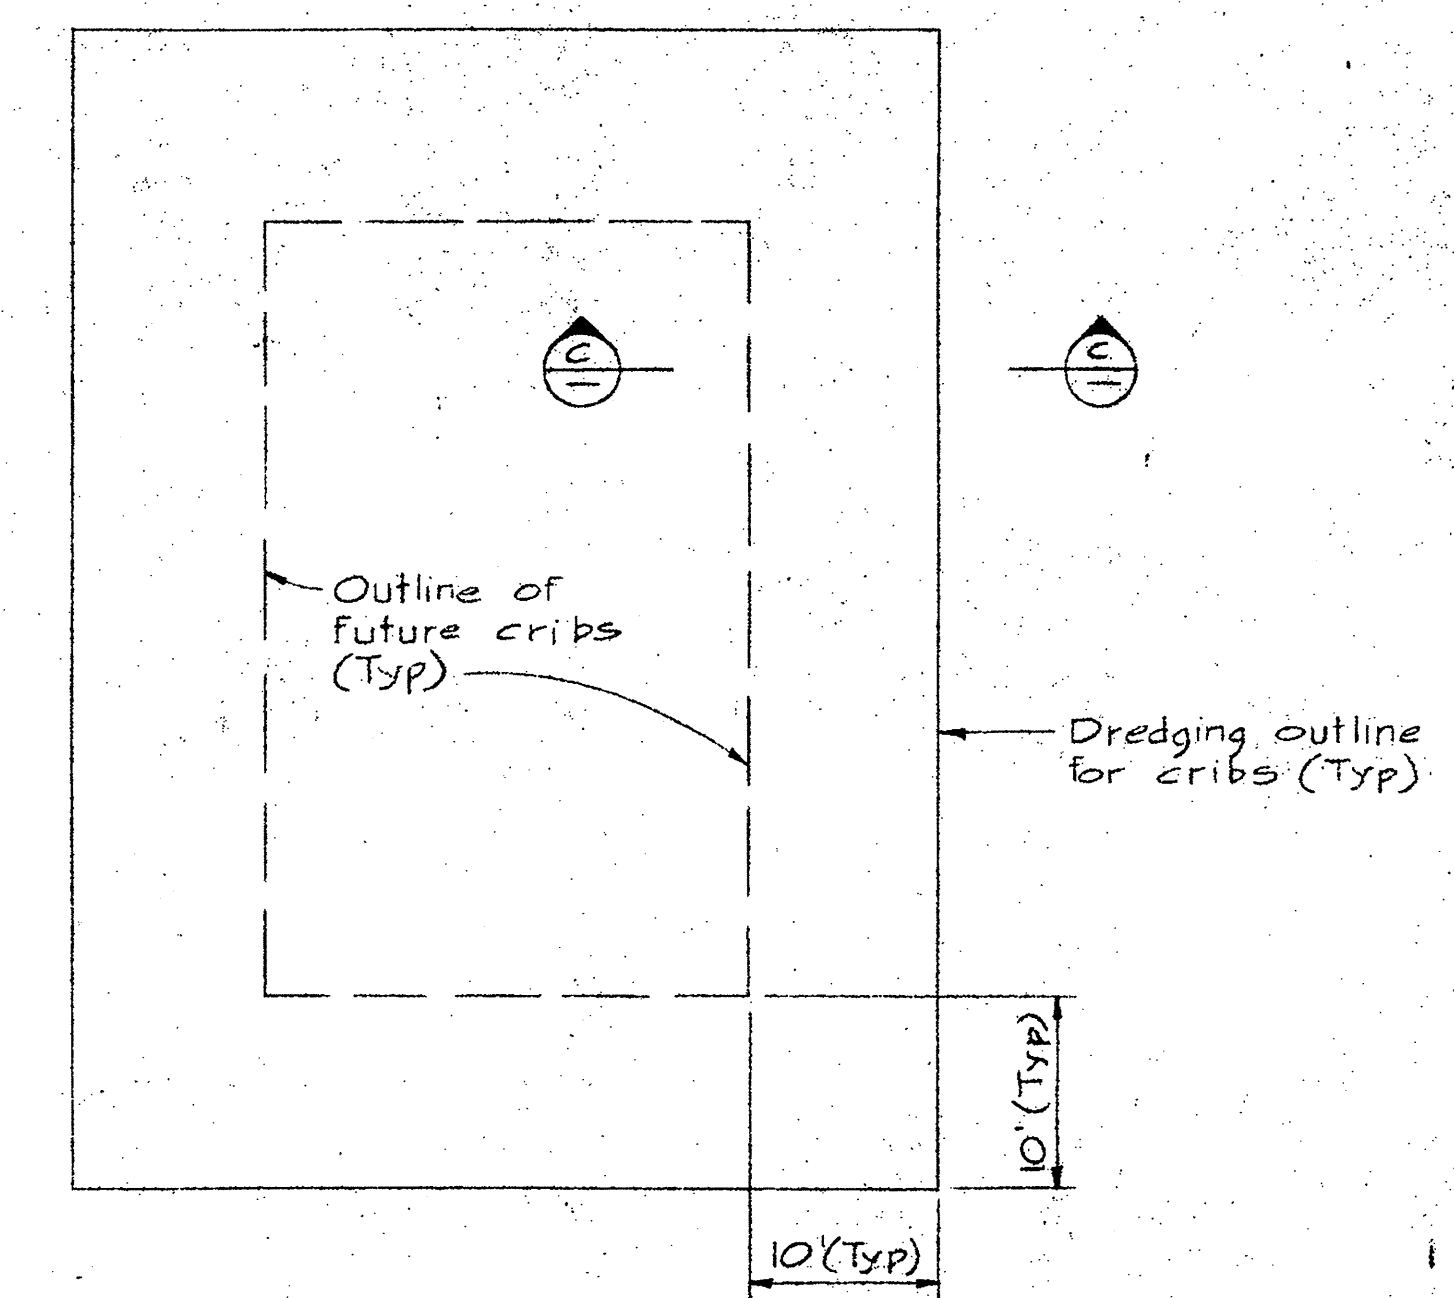 C
C
Outline of
future cribs
(Typ)
Dredging outline
for cribs (Typ)
10' (Typ)
10' (Typ)